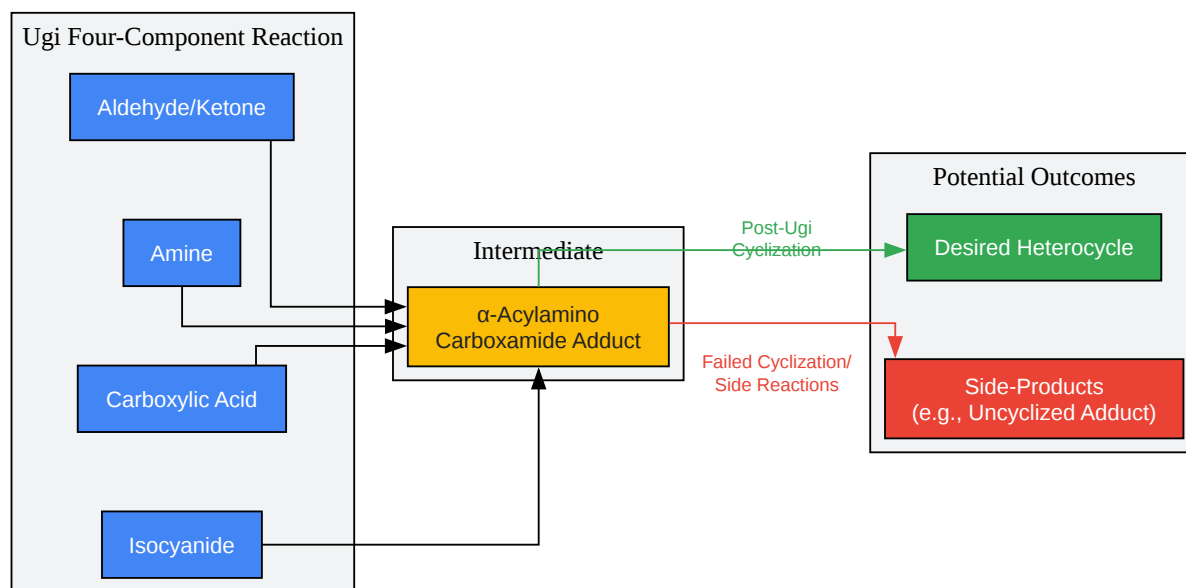 Ugi Four-Component Reaction
Aldehyde/Ketone
Amine
Carboxylic Acid
Isocyanide
Intermediate
α-Acylamino
Carboxamide Adduct
Post-Ugi
Cyclization
Failed Cyclization/
Side Reactions
Potential Outcomes
Desired Heterocycle
Side-Products
(e.g., Uncyclized Adduct)